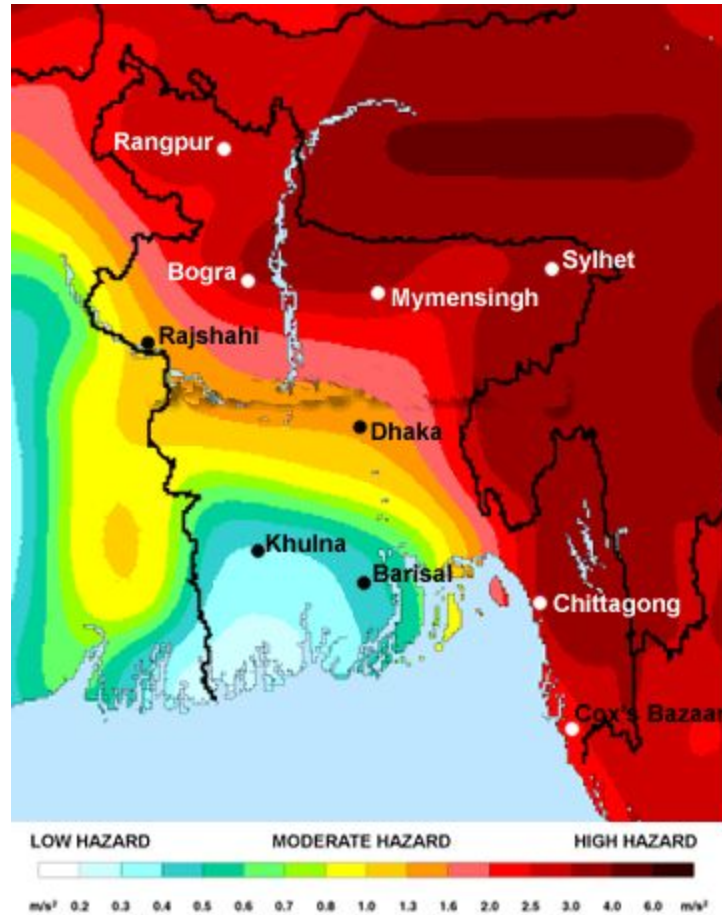 Rangpur
Sylhet
Bogra
Mymensingh
Rajshahi
Dhaka
Khulna
Barisal
Chittagong
Cox's Bazaar
LOW HAZARD MODERATE HAZARD HIGH HAZARD
m/s² 0.2 0.3 0.4 0.5 0.6 0.7 0.8 1.0 1.3 1.6 2.0 2.5 3.0 4.0 6.0 m/s²